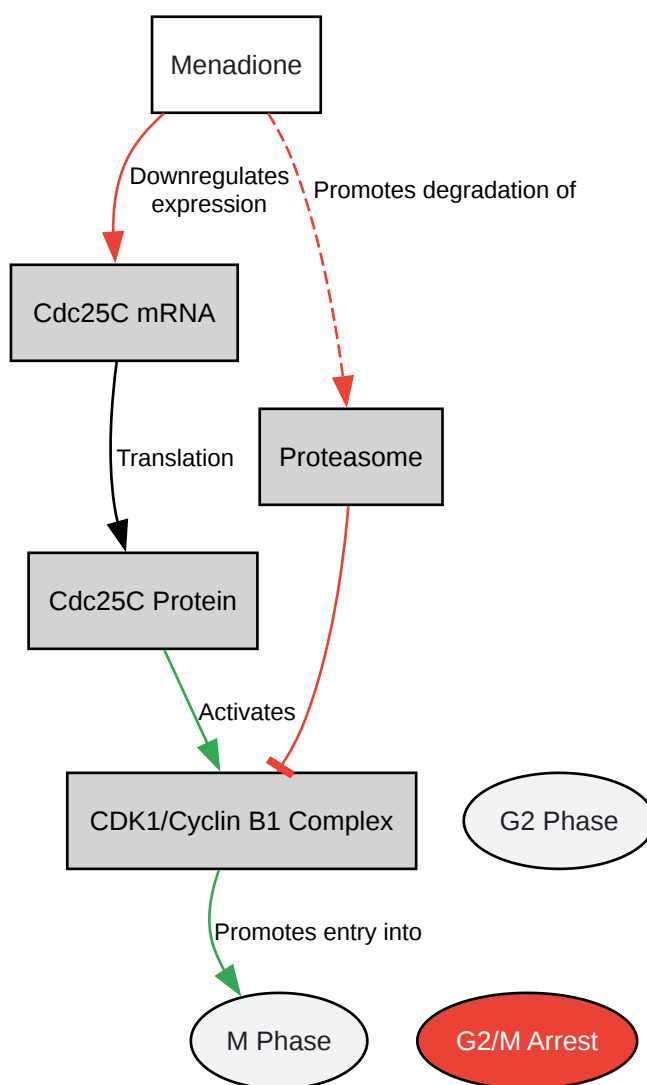 Menadione
Downregulates
expression
Promotes degradation of
Cdc25C mRNA
Translation
Proteasome
Cdc25C Protein
Activates
CDK1/Cyclin B1 Complex
G2 Phase
Promotes entry into
M Phase
G2/M Arrest